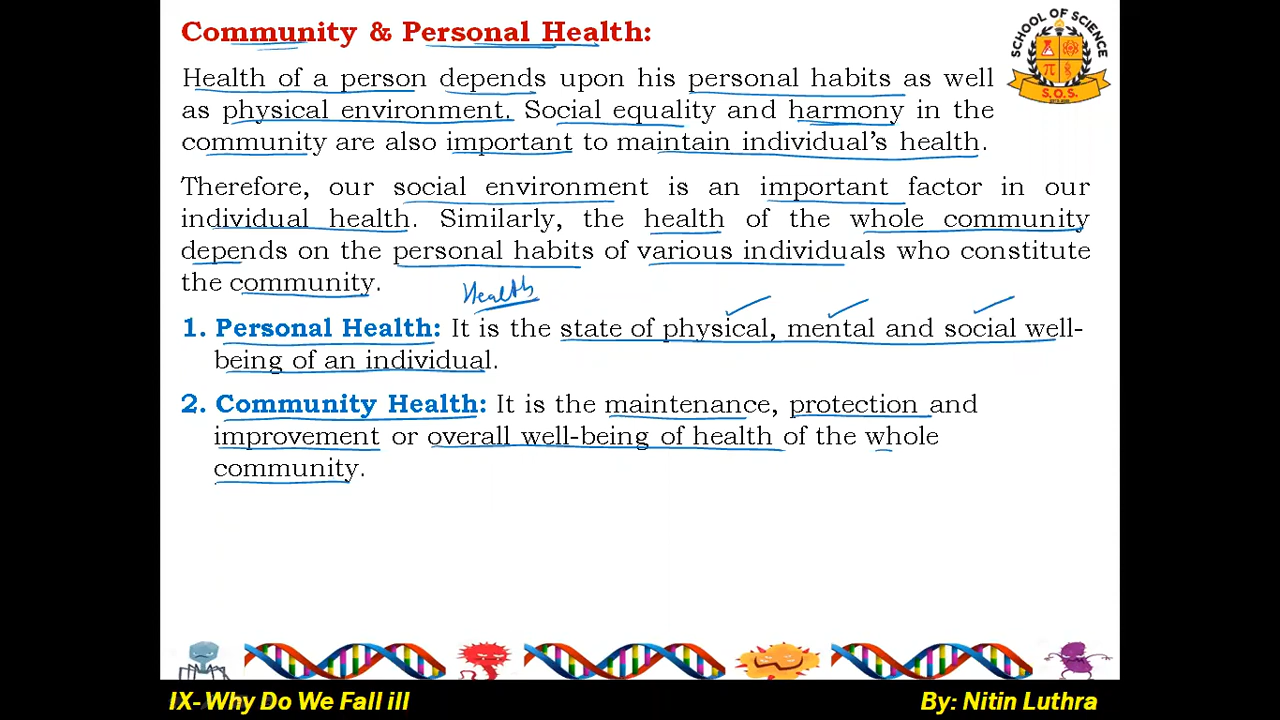 Community & Personal Health:
SCHOOL OF SCIENCE
S.O.S.
Health of a person depends upon his personal habits as well
as physical environment. Social equality and harmony in the
community are also important to maintain individual's health.
Therefore, our social environment is an important factor in our
individual health. Similarly, the health of the whole community
depends on the personal habits of various individuals who constitute
the community.
Health
1. Personal Health: It is the state of physical, mental and social well-
being of an individual.
2. Community Health: It is the maintenance, protection and
improvement or overall well-being of health of the whole
community.
IX-Why Do We Fall ill
By: Nitin Luthra